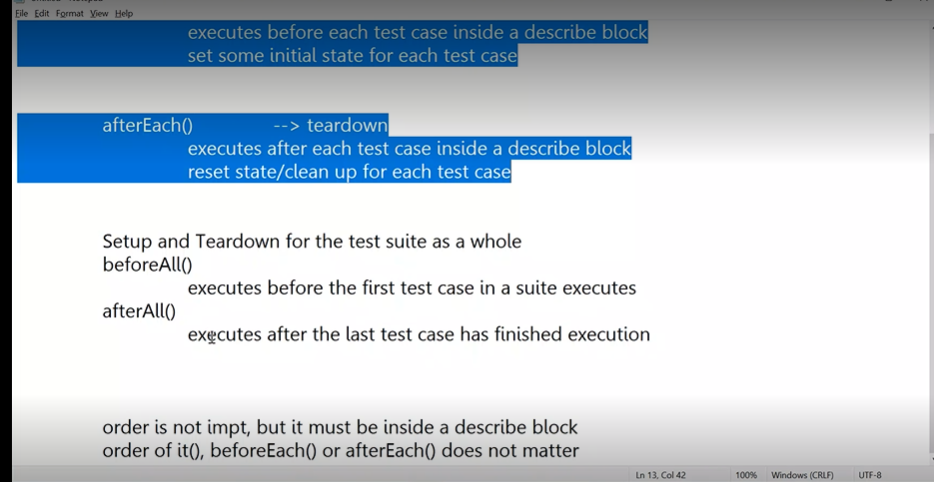 File Edit Format View Help
executes before each test case inside a describe block
set some initial state for each test case
afterEach() --> teardown
executes after each test case inside a describe block
reset state/clean up for each test case
Setup and Teardown for the test suite as a whole
beforeAll()
executes before the first test case in a suite executes
afterAll()
executes after the last test case has finished execution
order is not impt, but it must be inside a describe block
order of it(), beforeEach() or afterEach() does not matter
Ln 13, Col 42 100% Windows (CRLF) UTF-8